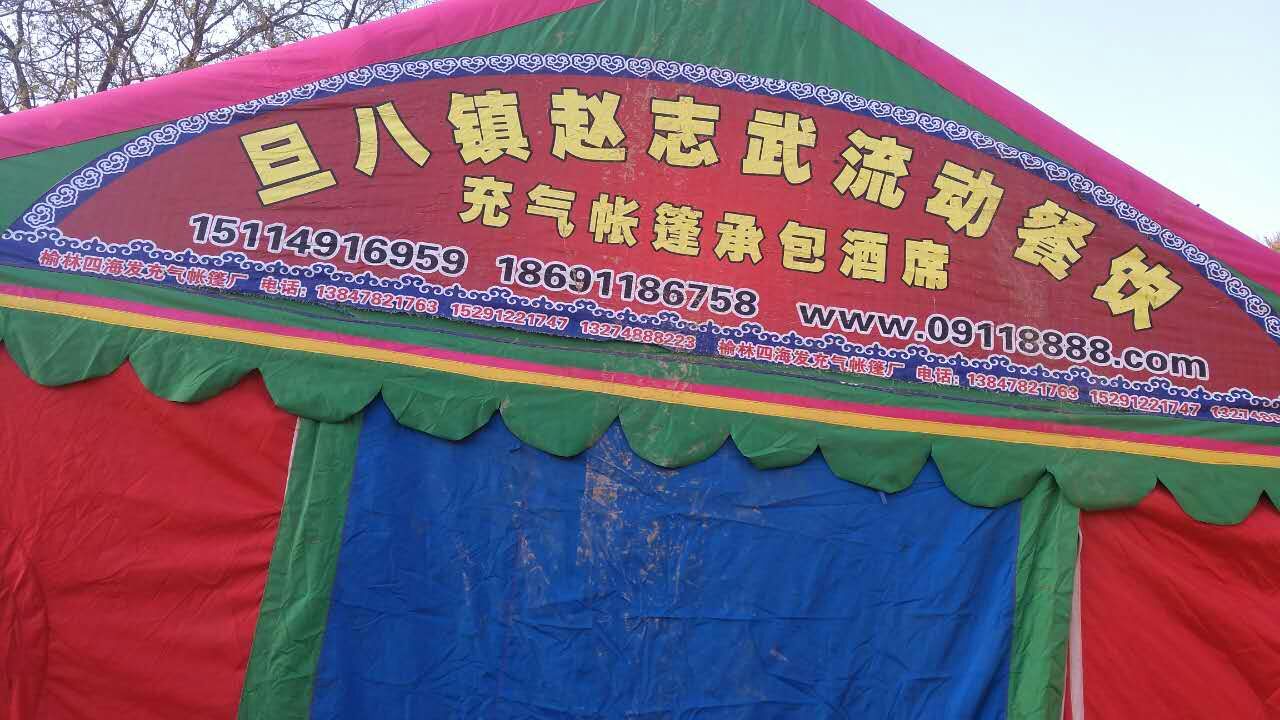 旦八镇赵志武流动餐饮
充气帐篷承包酒席
15114916959 18691186758 www.09118888.com
榆林四海发充气帐篷厂 电话:13847821763 15291221747 13274888223 榆林四海发充气帐篷厂 电话:13847821763 15291221747